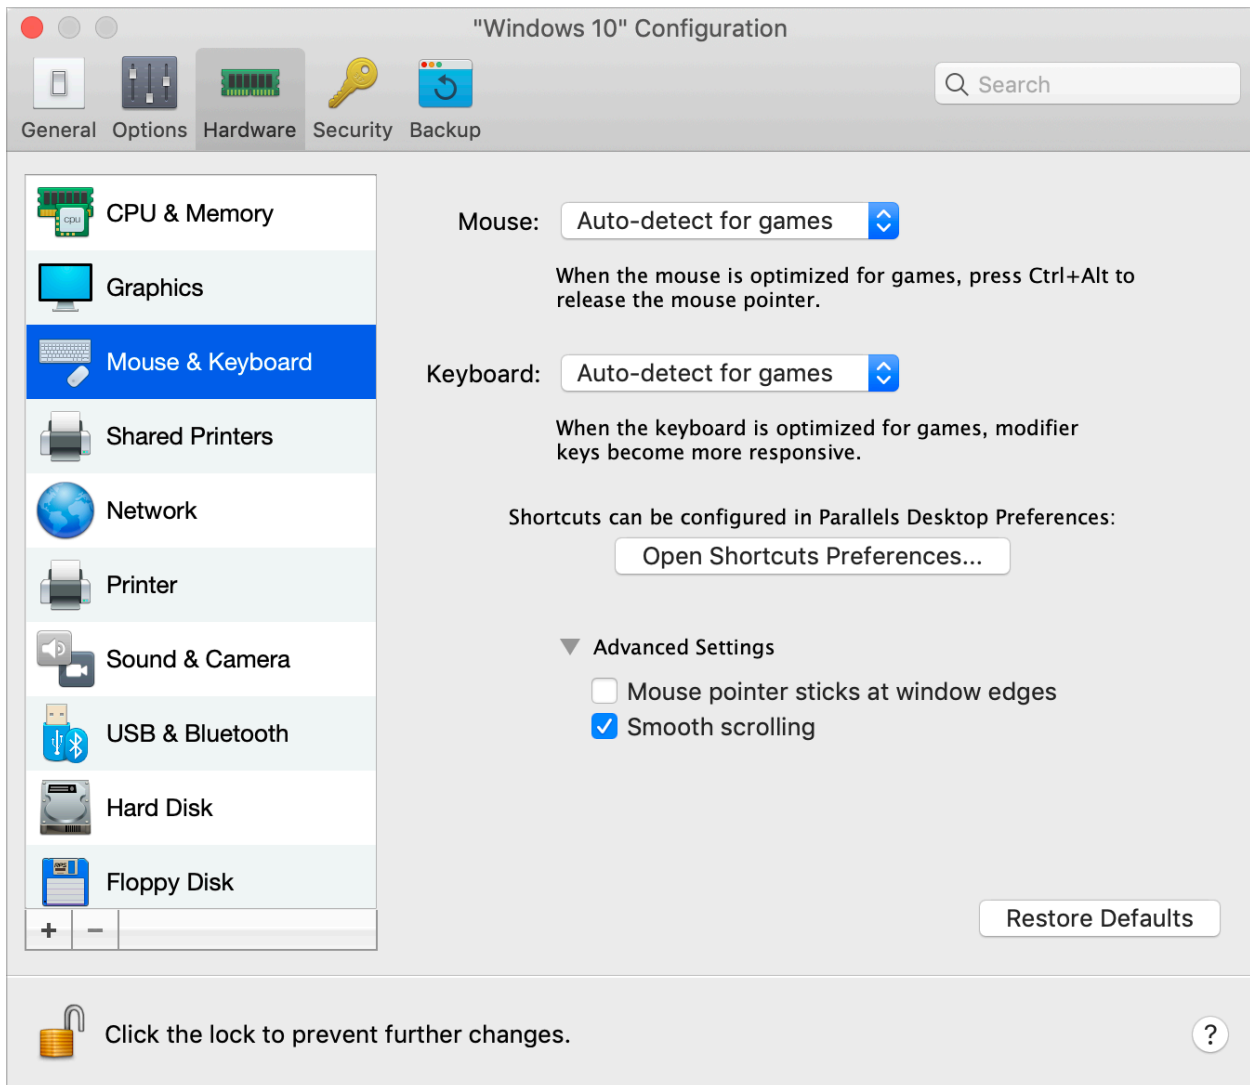 "Windows 10" Configuration
General
Options
Hardware
Security
Backup
Search
CPU & Memory
cpu
Graphics
Mouse & Keyboard
Shared Printers
Network
Printer
Sound & Camera
USB & Bluetooth
Hard Disk
Floppy Disk
+
−
Mouse:
Auto-detect for games
When the mouse is optimized for games, press Ctrl+Alt to
release the mouse pointer.
Keyboard:
Auto-detect for games
When the keyboard is optimized for games, modifier
keys become more responsive.
Shortcuts can be configured in Parallels Desktop Preferences:
Open Shortcuts Preferences...
Advanced Settings
Mouse pointer sticks at window edges
Smooth scrolling
Restore Defaults
Click the lock to prevent further changes.
?